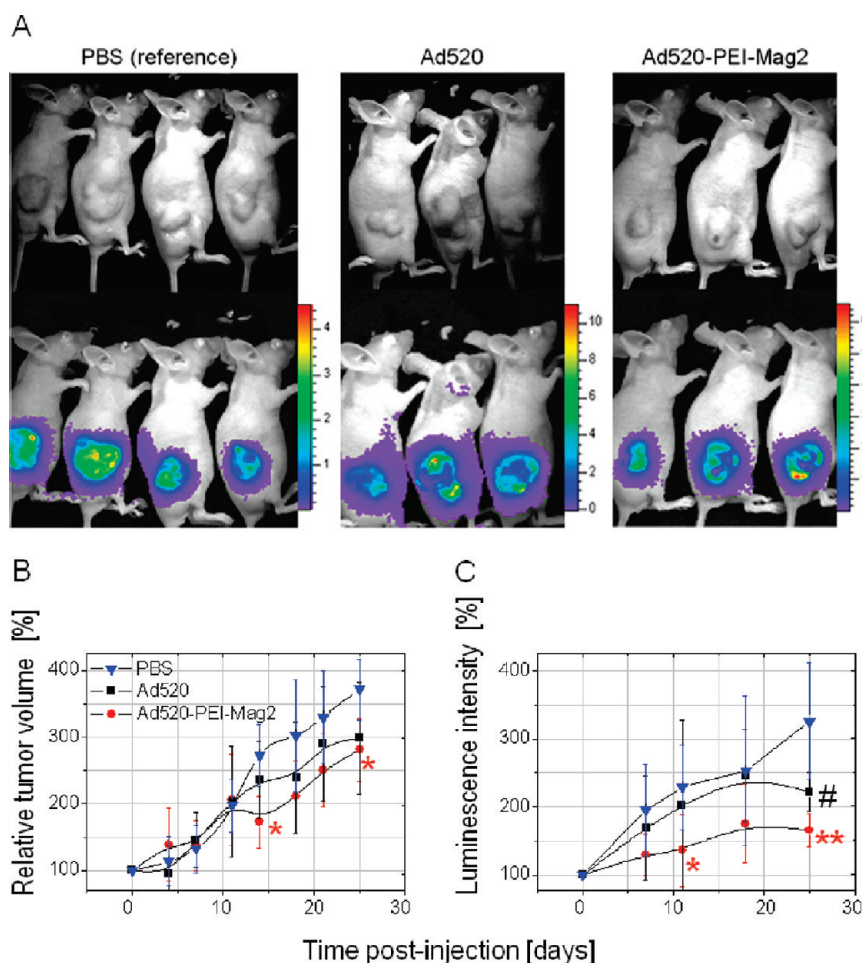 A
PBS (reference)
Ad520
Ad520-PEI-Mag2
4
3
2
1
10
8
6
4
2
0
B
Relative tumor volume [%]
400
300
200
100
PBS
Ad520
Ad520-PEI-Mag2
*
*
0
10
20
30
C
Luminescence intensity [%]
400
300
200
100
#
*
**
0
10
20
30
Time post-injection [days]